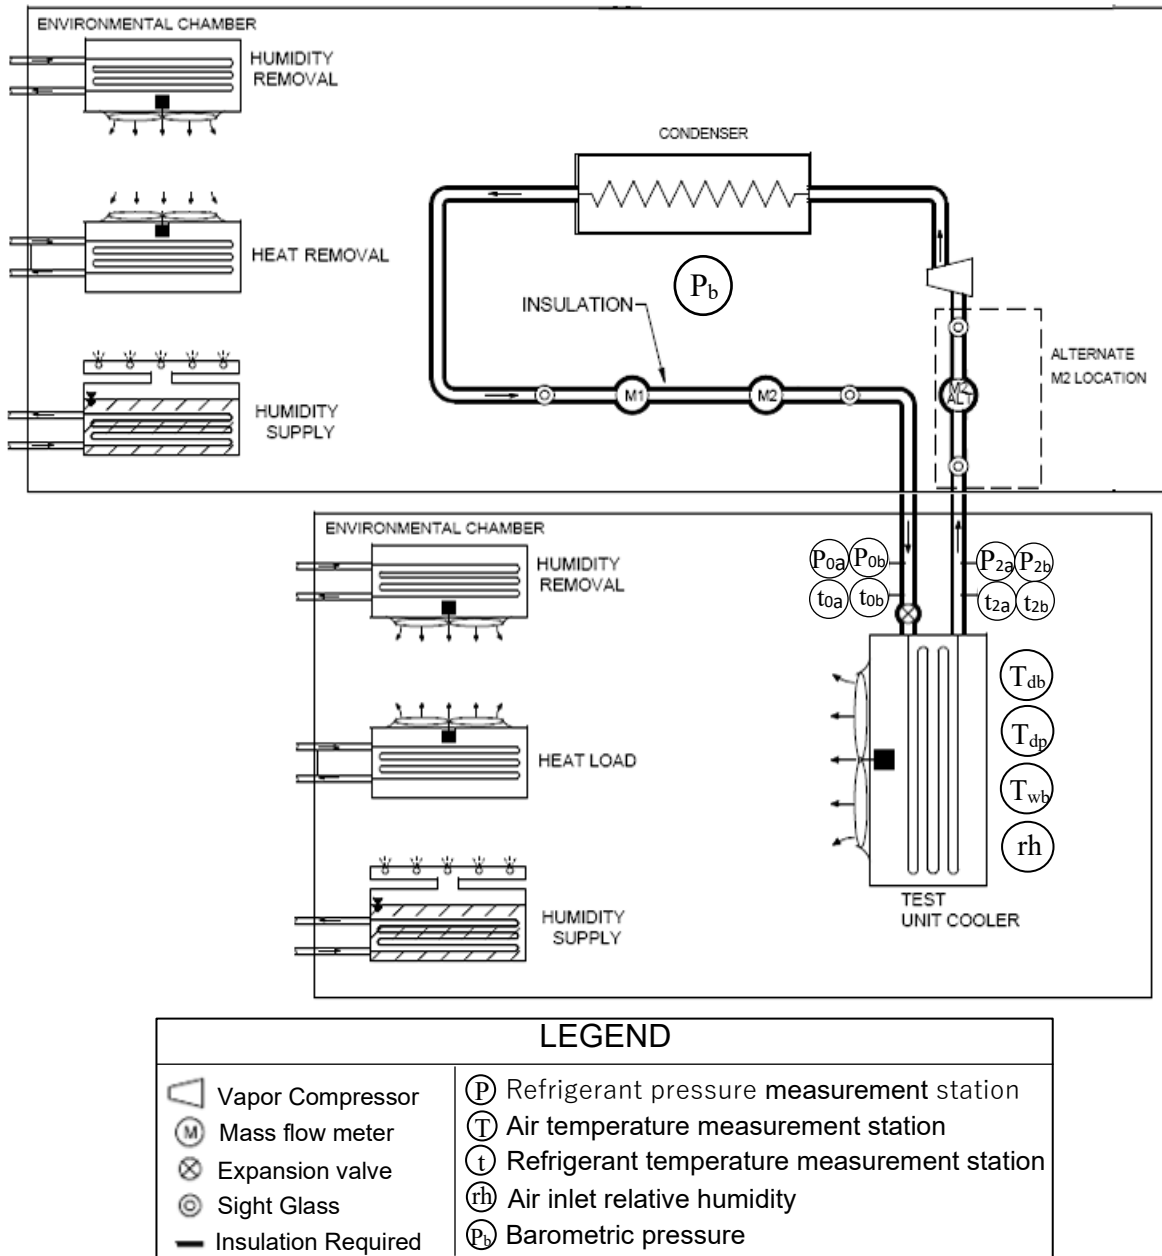 ENVIRONMENTAL CHAMBER
HUMIDITY
REMOVAL
CONDENSER
HEAT REMOVAL
Pb
INSULATION
ALTERNATE
M2 LOCATION
M1
M2
M2
ALT
HUMIDITY
SUPPLY
ENVIRONMENTAL CHAMBER
HUMIDITY
REMOVAL
P0a P0b
P2a P2b
t0a t0b
t2a t2b
Tdb
Tdp
HEAT LOAD
Twb
rh
TEST
UNIT COOLER
HUMIDITY
SUPPLY
LEGEND
Vapor Compressor
M Mass flow meter
Expansion valve
Sight Glass
Insulation Required
P Refrigerant pressure measurement station
T Air temperature measurement station
t Refrigerant temperature measurement station
rh Air inlet relative humidity
Pb Barometric pressure